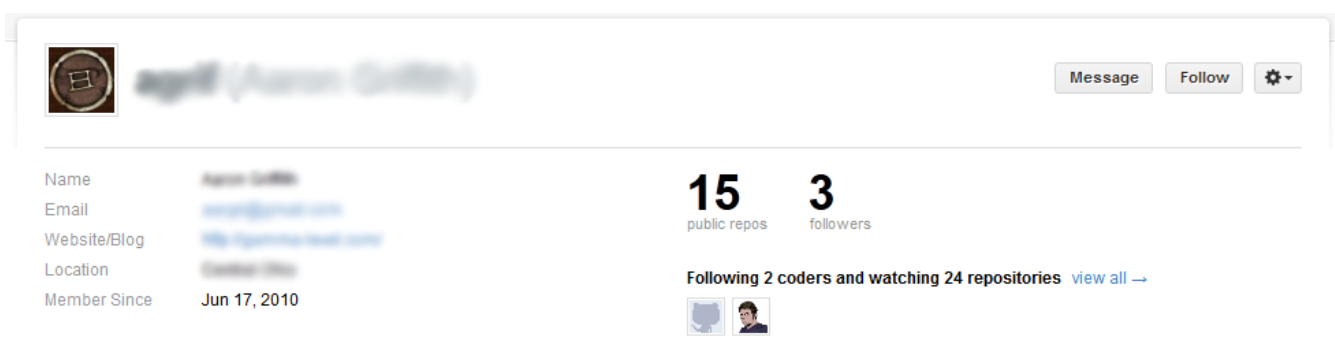 Message Follow
Name
Email
Website/Blog
Location
Member Since Jun 17, 2010
15 3
public repos followers
Following 2 coders and watching 24 repositories view all →